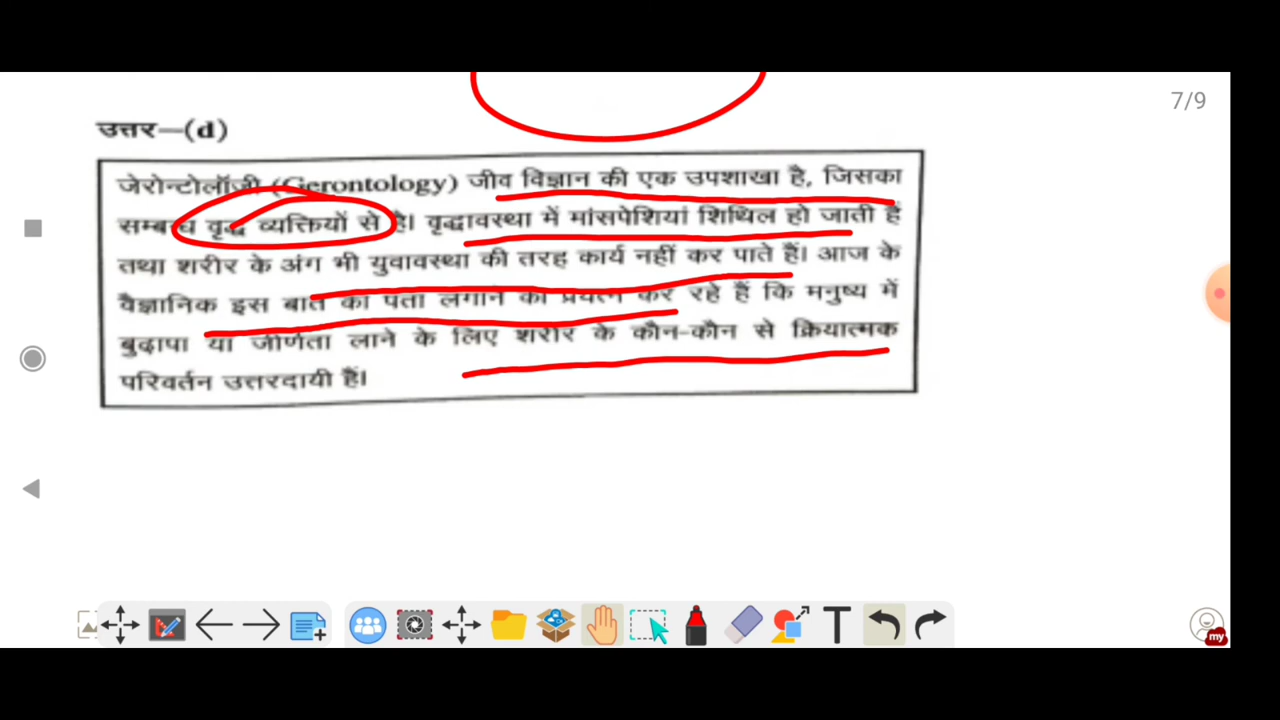 7/9
उत्तर—(d)
जेरोन्टोलॉजी (Gerontology) जीव विज्ञान की एक उपशाखा है, जिसका
सम्बन्ध वृद्ध व्यक्तियों से है। वृद्धावस्था में मांसपेशियां शिथिल हो जाती हैं
तथा शरीर के अंग भी युवावस्था की तरह कार्य नहीं कर पाते हैं। आज के
वैज्ञानिक इस बात का पता लगाने का प्रयत्न कर रहे हैं कि मनुष्य में
बुढ़ापा या जीर्णता लाने के लिए शरीर के कौन-कौन से क्रियात्मक
परिवर्तन उत्तरदायी हैं।
T
my